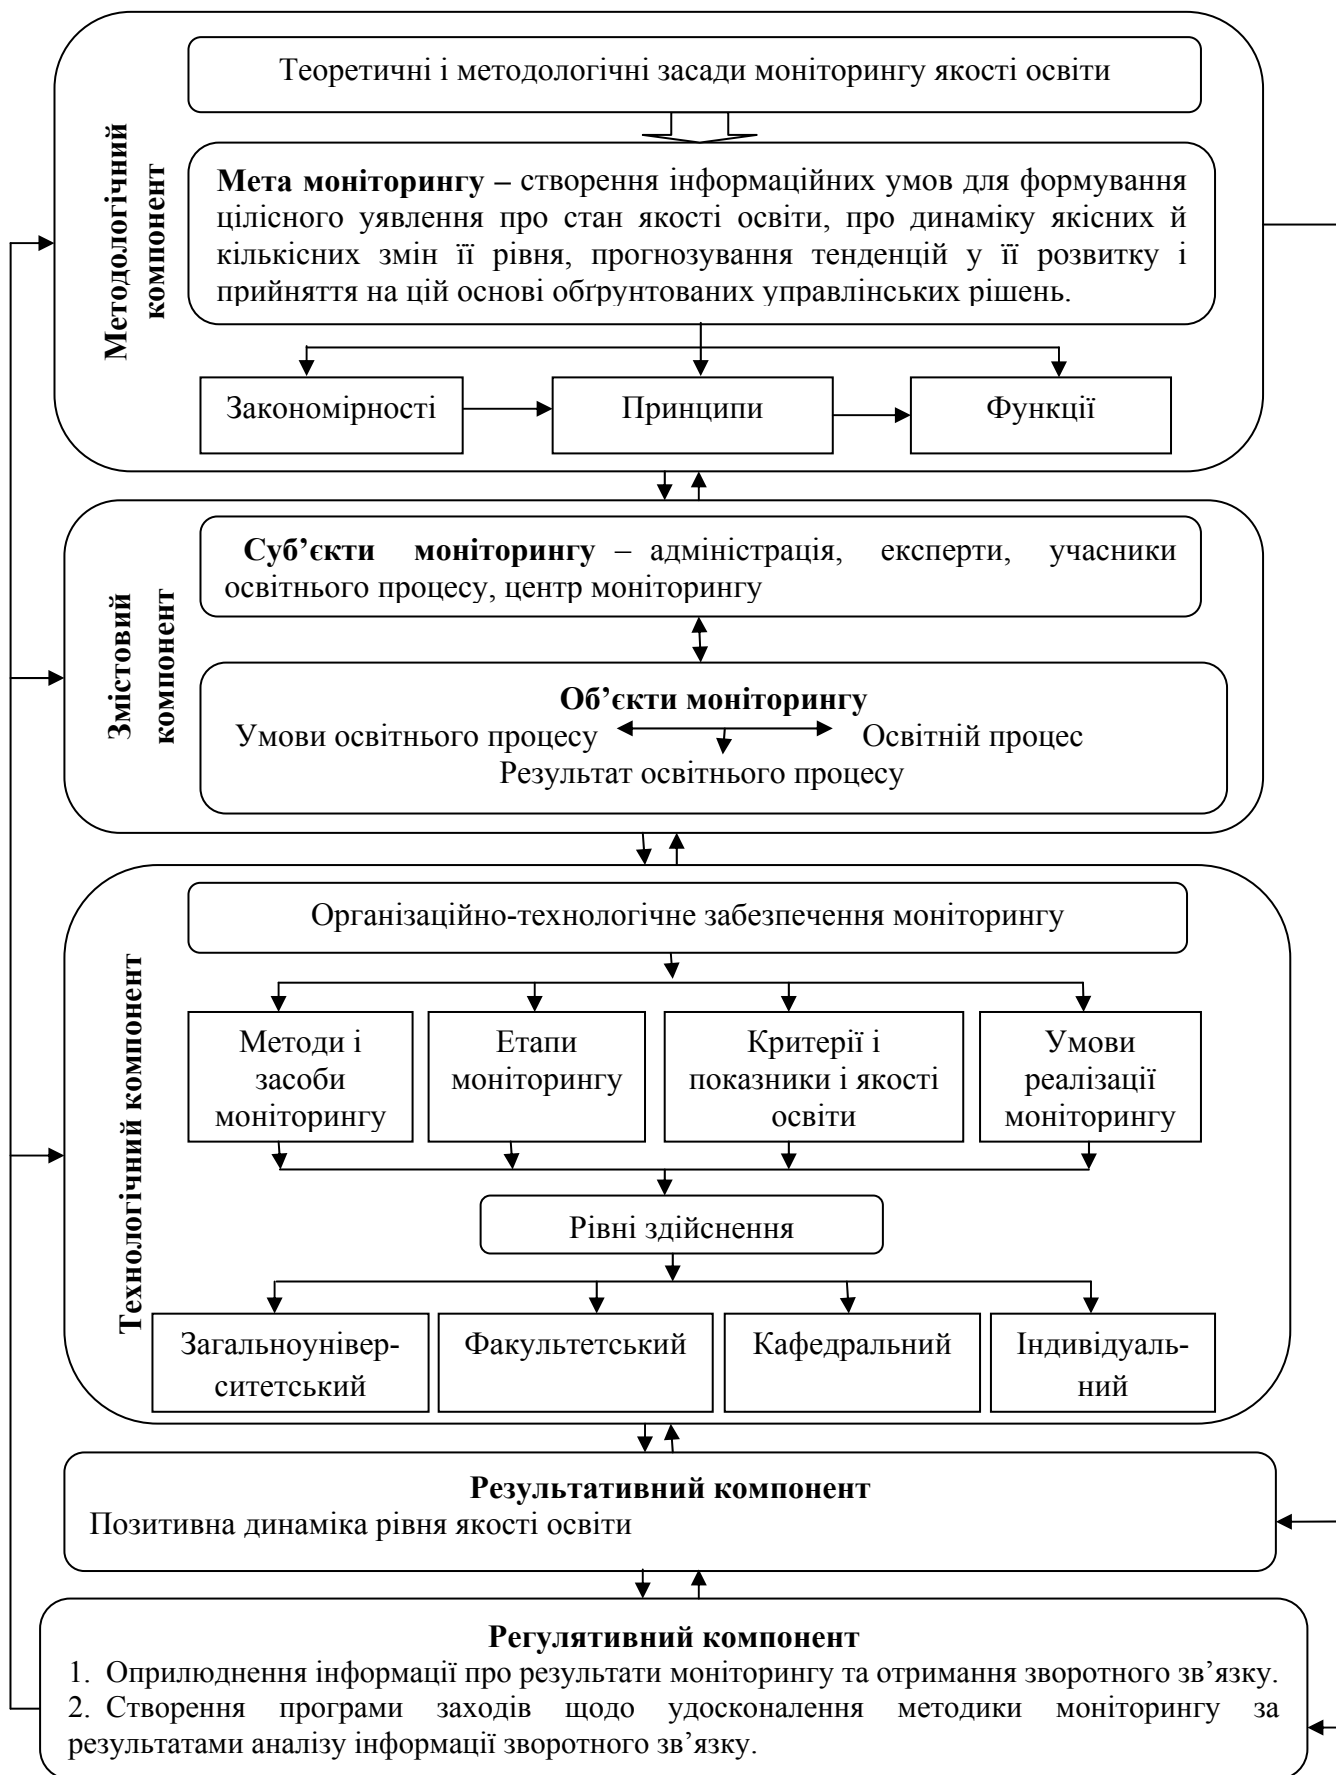 Теоретичні і методологічні засади моніторингу якості освіти
Методологічний
компонент
Мета моніторингу – створення інформаційних умов для формування
цілісного уявлення про стан якості освіти, про динаміку якісних й
кількісних змін її рівня, прогнозування тенденцій у її розвитку і
прийняття на цій основі обґрунтованих управлінських рішень.
Закономірності
Принципи
Функції
Змістовий
компонент
Суб’єкти моніторингу – адміністрація, експерти, учасники
освітнього процесу, центр моніторингу
Об’єкти моніторингу
Умови освітнього процесу
Освітній процес
Результат освітнього процесу
Технологічний компонент
Організаційно-технологічне забезпечення моніторингу
Методи і
засоби
моніторингу
Етапи
моніторингу
Критерії і
показники і якості
освіти
Умови
реалізації
моніторингу
Рівні здійснення
Загальноунівер-
ситетський
Факультетський
Кафедральний
Індивідуаль-
ний
Результативний компонент
Позитивна динаміка рівня якості освіти
Регулятивний компонент
1. Оприлюднення інформації про результати моніторингу та отримання зворотного зв’язку.
2. Створення програми заходів щодо удосконалення методики моніторингу за
результатами аналізу інформації зворотного зв’язку.